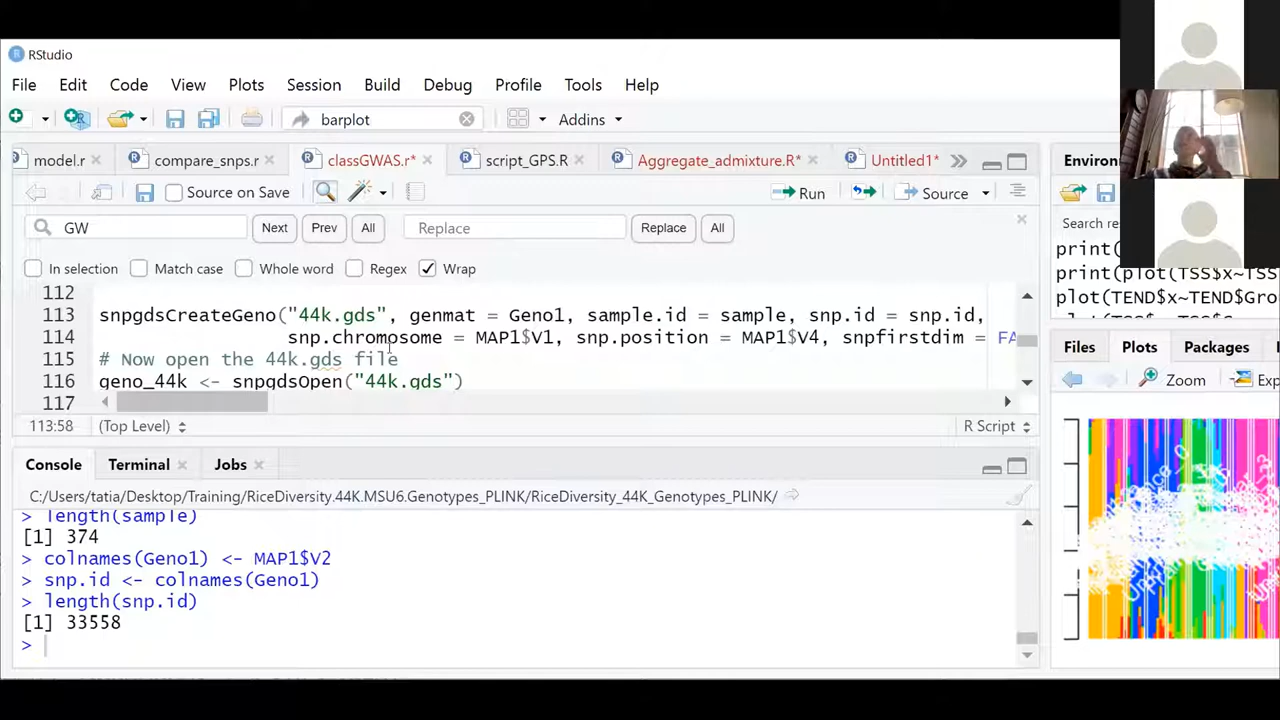 RStudio
File Edit Code View Plots Session Build Debug Profile Tools Help
barplot Addins
model.r compare_snps.r classGWAS.r* script_GPS.R Aggregate_admixture.R* Untitled1* Environ
Source on Save Run Source
GW Next Prev All Replace Replace All
Search re
In selection Match case Whole word Regex Wrap
print(
112
print(plot(TSS$x~TSS
113 snpgdsCreateGeno("44k.gds", genmat = Geno1, sample.id = sample, snp.id = snp.id,
plot(TEND$x~TEND$Gro
114 snp.chromosome = MAP1$V1, snp.position = MAP1$V4, snpfirstdim = FA
Files Plots Packages
115 # Now open the 44k.gds file
116 geno_44k <- snpgdsOpen("44k.gds")
Zoom Exp
117
113:58 (Top Level) R Script
Console Terminal Jobs
C:/Users/tatia/Desktop/Training/RiceDiversity.44K.MSU6.Genotypes_PLINK/RiceDiversity_44K_Genotypes_PLINK/
> length(sample)
[1] 374
> colnames(Geno1) <- MAP1$V2
> snp.id <- colnames(Geno1)
> length(snp.id)
[1] 33558
>